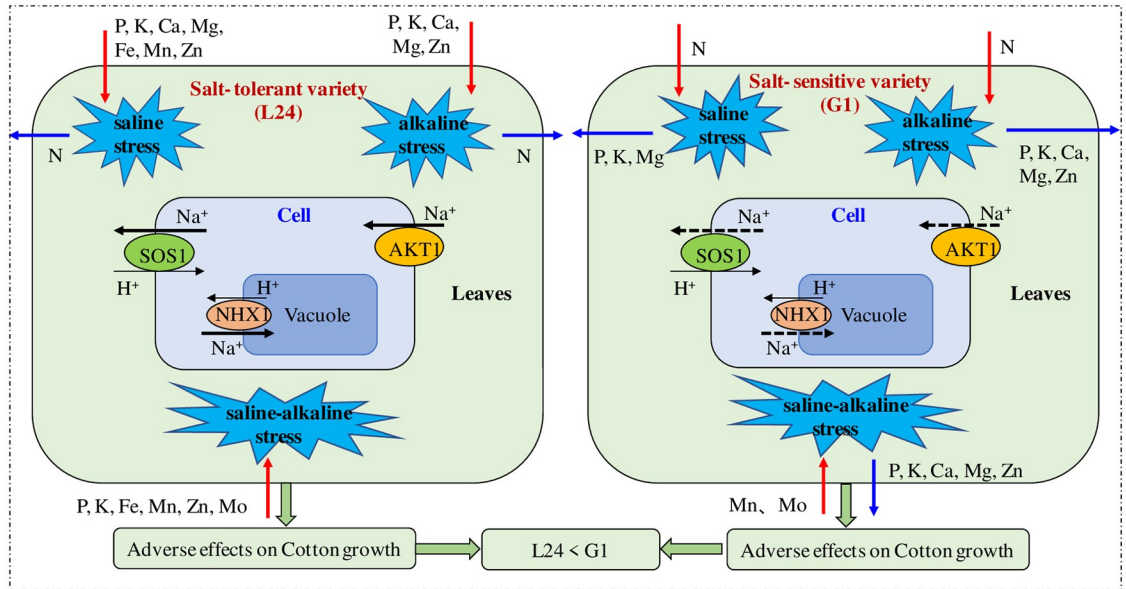 P, K, Ca, Mg,
Fe, Mn, Zn
P, K, Ca,
Mg, Zn
Salt- tolerant variety
(L24)
saline
stress
alkaline
stress
N
N
Cell
Na⁺
Na⁺
SOS1
AKT1
H⁺
H⁺
NHX1
Vacuole
Na⁺
Leaves
saline-alkaline
stress
P, K, Fe, Mn, Zn, Mo
Adverse effects on Cotton growth
L24 < G1
N
N
Salt- sensitive variety
(G1)
saline
stress
alkaline
stress
P, K, Mg
P, K, Ca,
Mg, Zn
Cell
Na⁺
Na⁺
SOS1
AKT1
H⁺
H⁺
NHX1
Vacuole
Na⁺
Leaves
saline-alkaline
stress
P, K, Ca, Mg, Zn
Mn、Mo
Adverse effects on Cotton growth